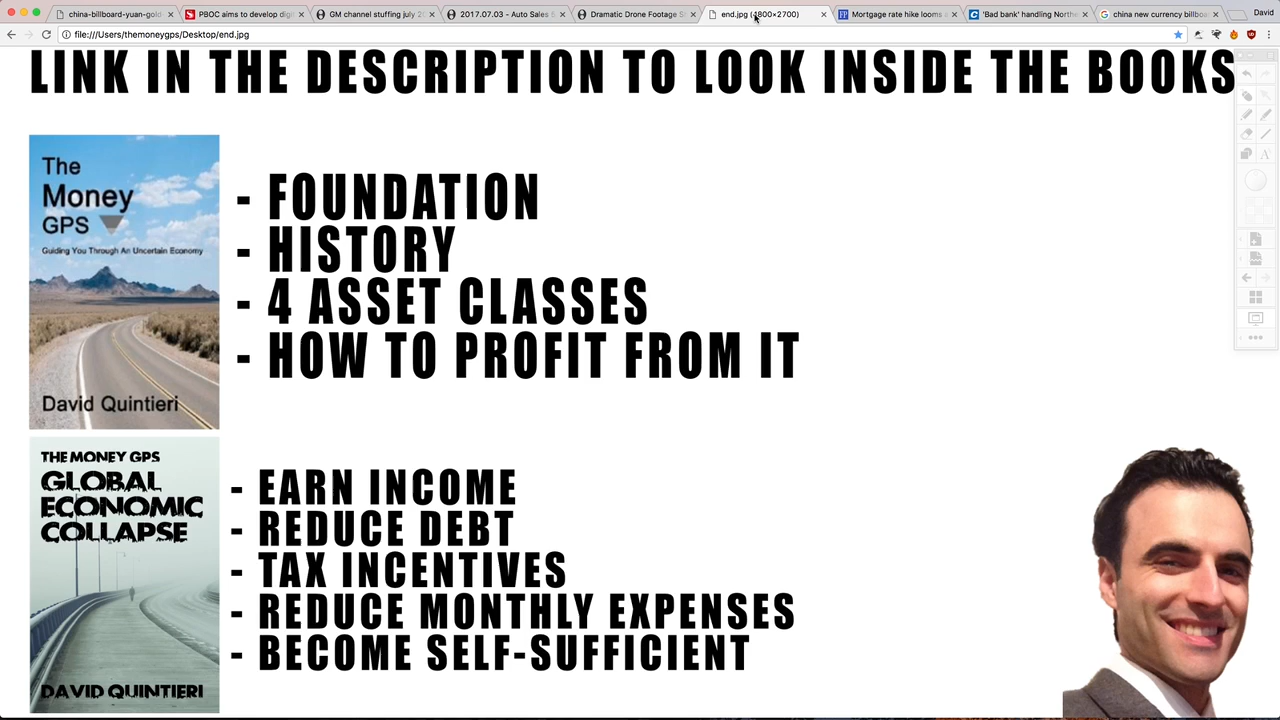 china-billboard-yuan-gold-
PBOC aims to develop digit
GM channel stuffing july 2
2017.07.03 - Auto Sales
Dramatic Drone Footage S
end.jpg (4800×2700)
Mortgage rate hike looms
'Bad bank' handling North
china new currency billboa
David
file:///Users/themoneygps/Desktop/end.jpg
LINK IN THE DESCRIPTION TO LOOK INSIDE THE BOOKS
The
Money
GPS
Guiding You Through An Uncertain Economy
David Quintieri
- FOUNDATION
- HISTORY
- 4 ASSET CLASSES
- HOW TO PROFIT FROM IT
THE MONEY GPS
GLOBAL
ECONOMIC
COLLAPSE
DAVID QUINTIERI
- EARN INCOME
- REDUCE DEBT
- TAX INCENTIVES
- REDUCE MONTHLY EXPENSES
- BECOME SELF-SUFFICIENT